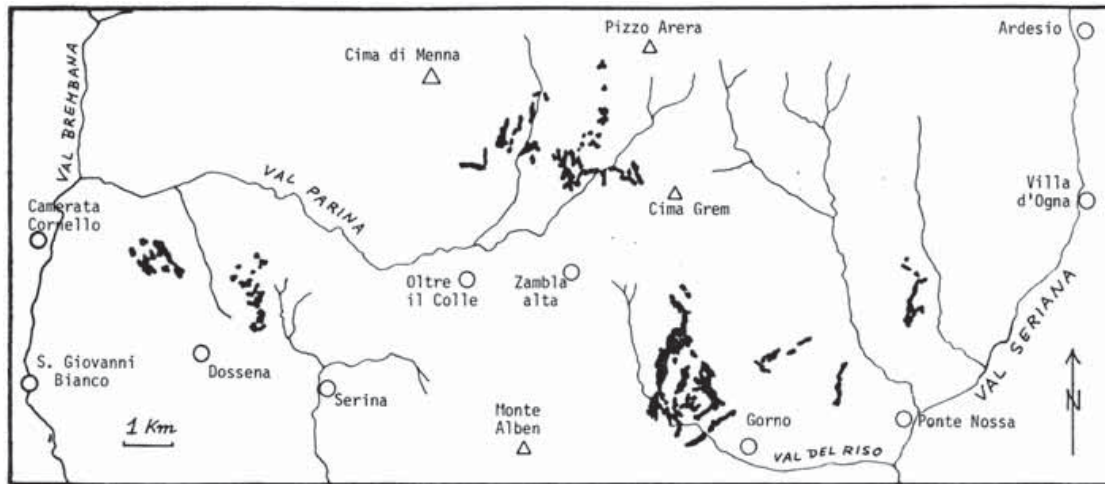 Pizzo Arera
Ardesio
Cima di Menna
VAL BREMBANA
VAL PARINA
Villa
d'Ogna
Camerata
Cornello
Cima Grem
Oltre
il Colle
Zambla
alta
VAL SERIANA
S. Giovanni
Bianco
Dossena
Serina
1 Km
Monte
Alben
Gorno
Ponte Nossa
VAL DEL RISO
N